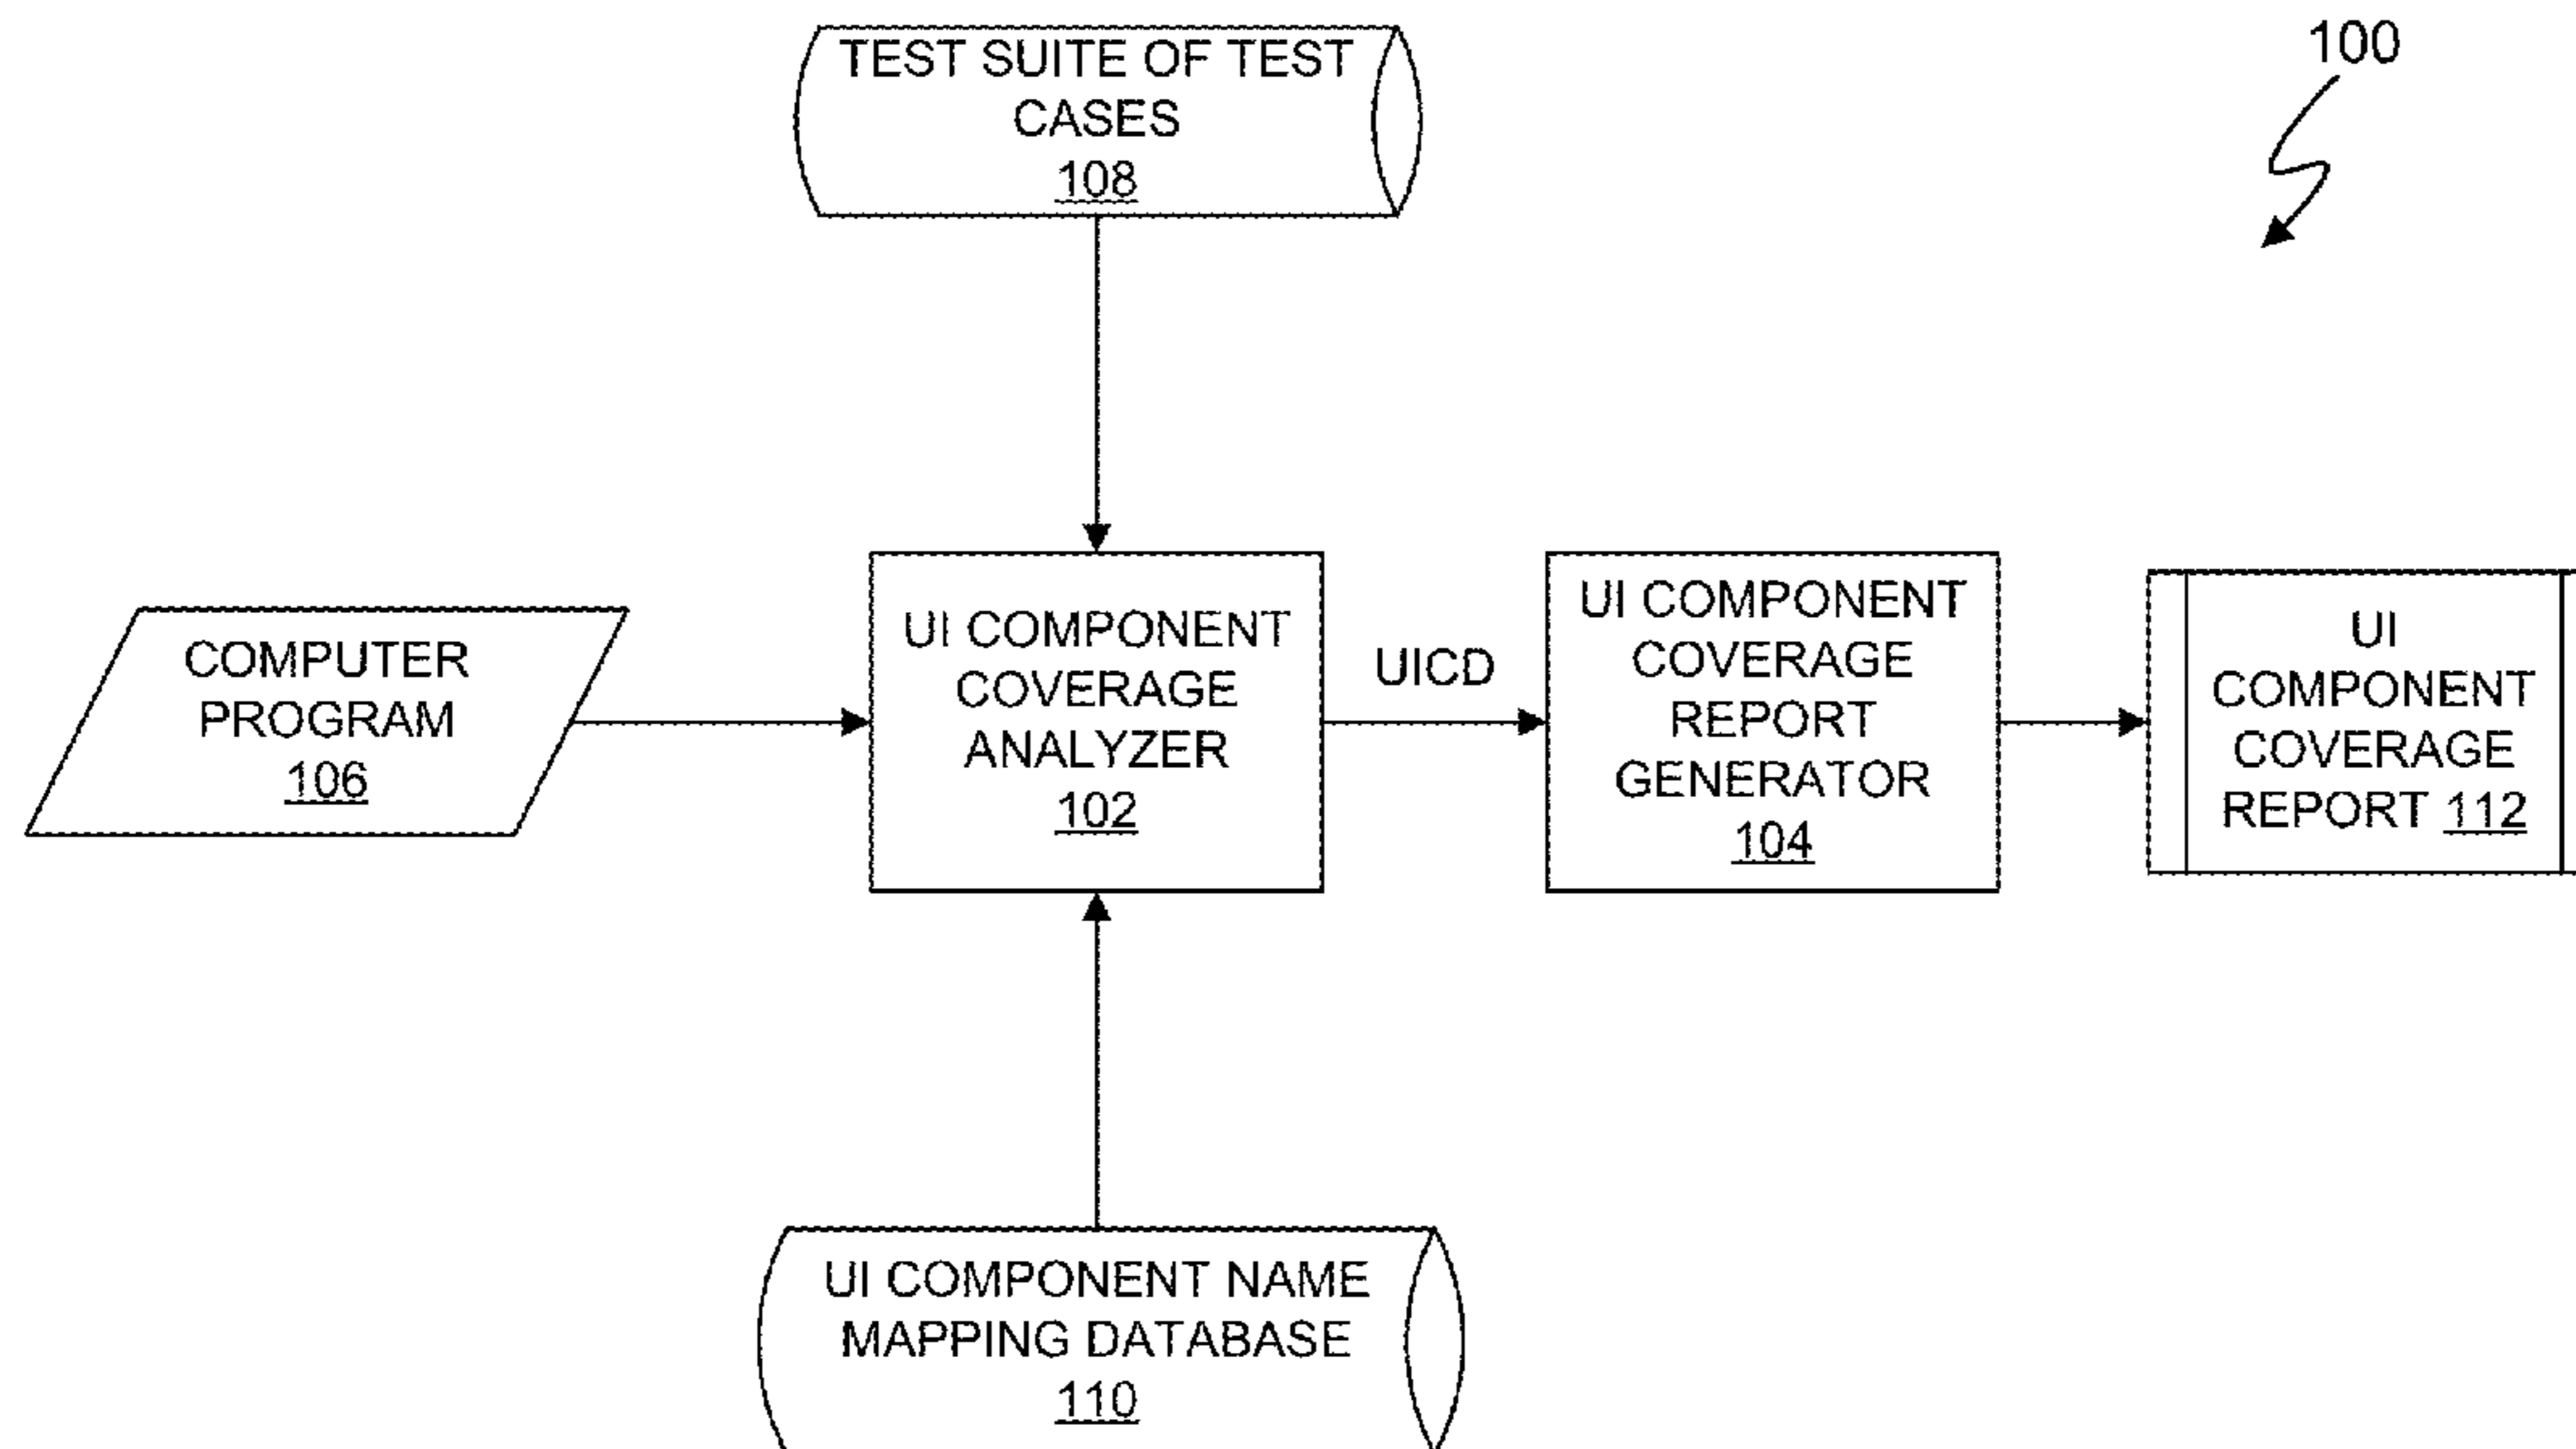 100
TEST SUITE OF TEST
CASES
108
COMPUTER
PROGRAM
106
UI COMPONENT
COVERAGE
ANALYZER
102
UICD
UI COMPONENT
COVERAGE
REPORT
GENERATOR
104
UI
COMPONENT
COVERAGE
REPORT 112
UI COMPONENT NAME
MAPPING DATABASE
110